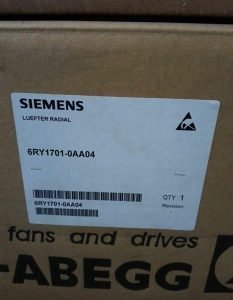 SIEMENS
LUEFTER RADIAL
6RY1701-0AA04
QTY 1
6RY1701-0AA04
Revision
fans and drives
-ABEGG